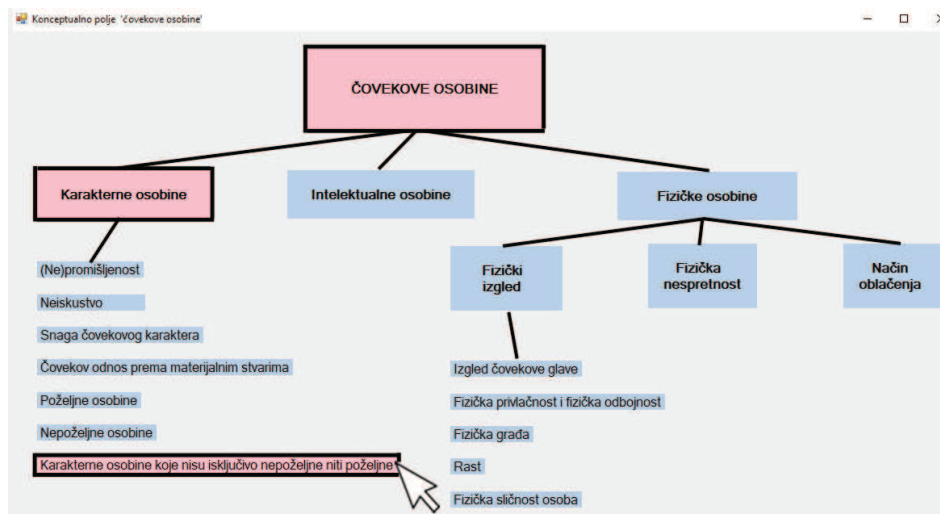 Konceptualno polje 'čovekove osobine'
ČOVEKOVE OSOBINE
Karakterne osobine
Intelektualne osobine
Fizičke osobine
(Ne)promišljenost
Neiskustvo
Snaga čovekovog karaktera
Čovekov odnos prema materijalnim stvarima
Poželjne osobine
Nepoželjne osobine
Karakterne osobine koje nisu isključivo nepoželjne niti poželjne
Fizički
izgled
Fizička
nespretnost
Način
oblačenja
Izgled čovekove glave
Fizička privlačnost i fizička odbojnost
Fizička građa
Rast
Fizička sličnost osoba